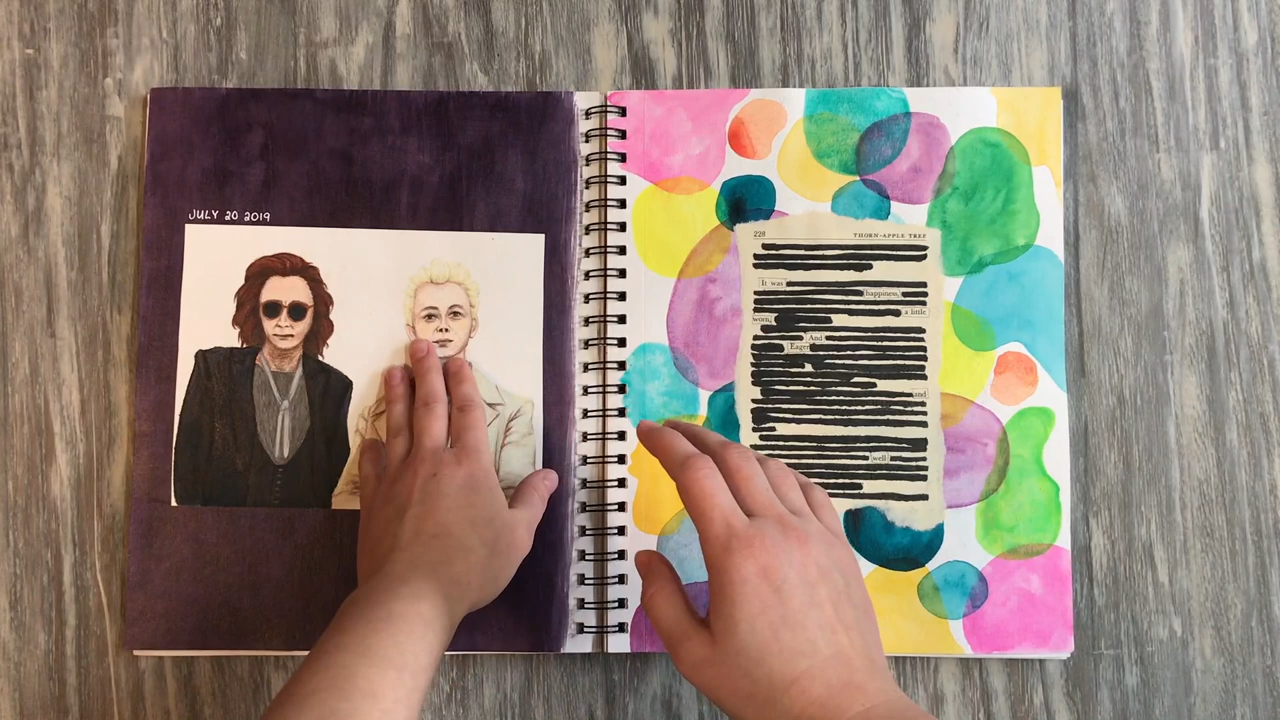 JULY 20 2019
228 THORN-APPLE TREE
It was
happiness,
a little
worn,
And
Eager
and
well